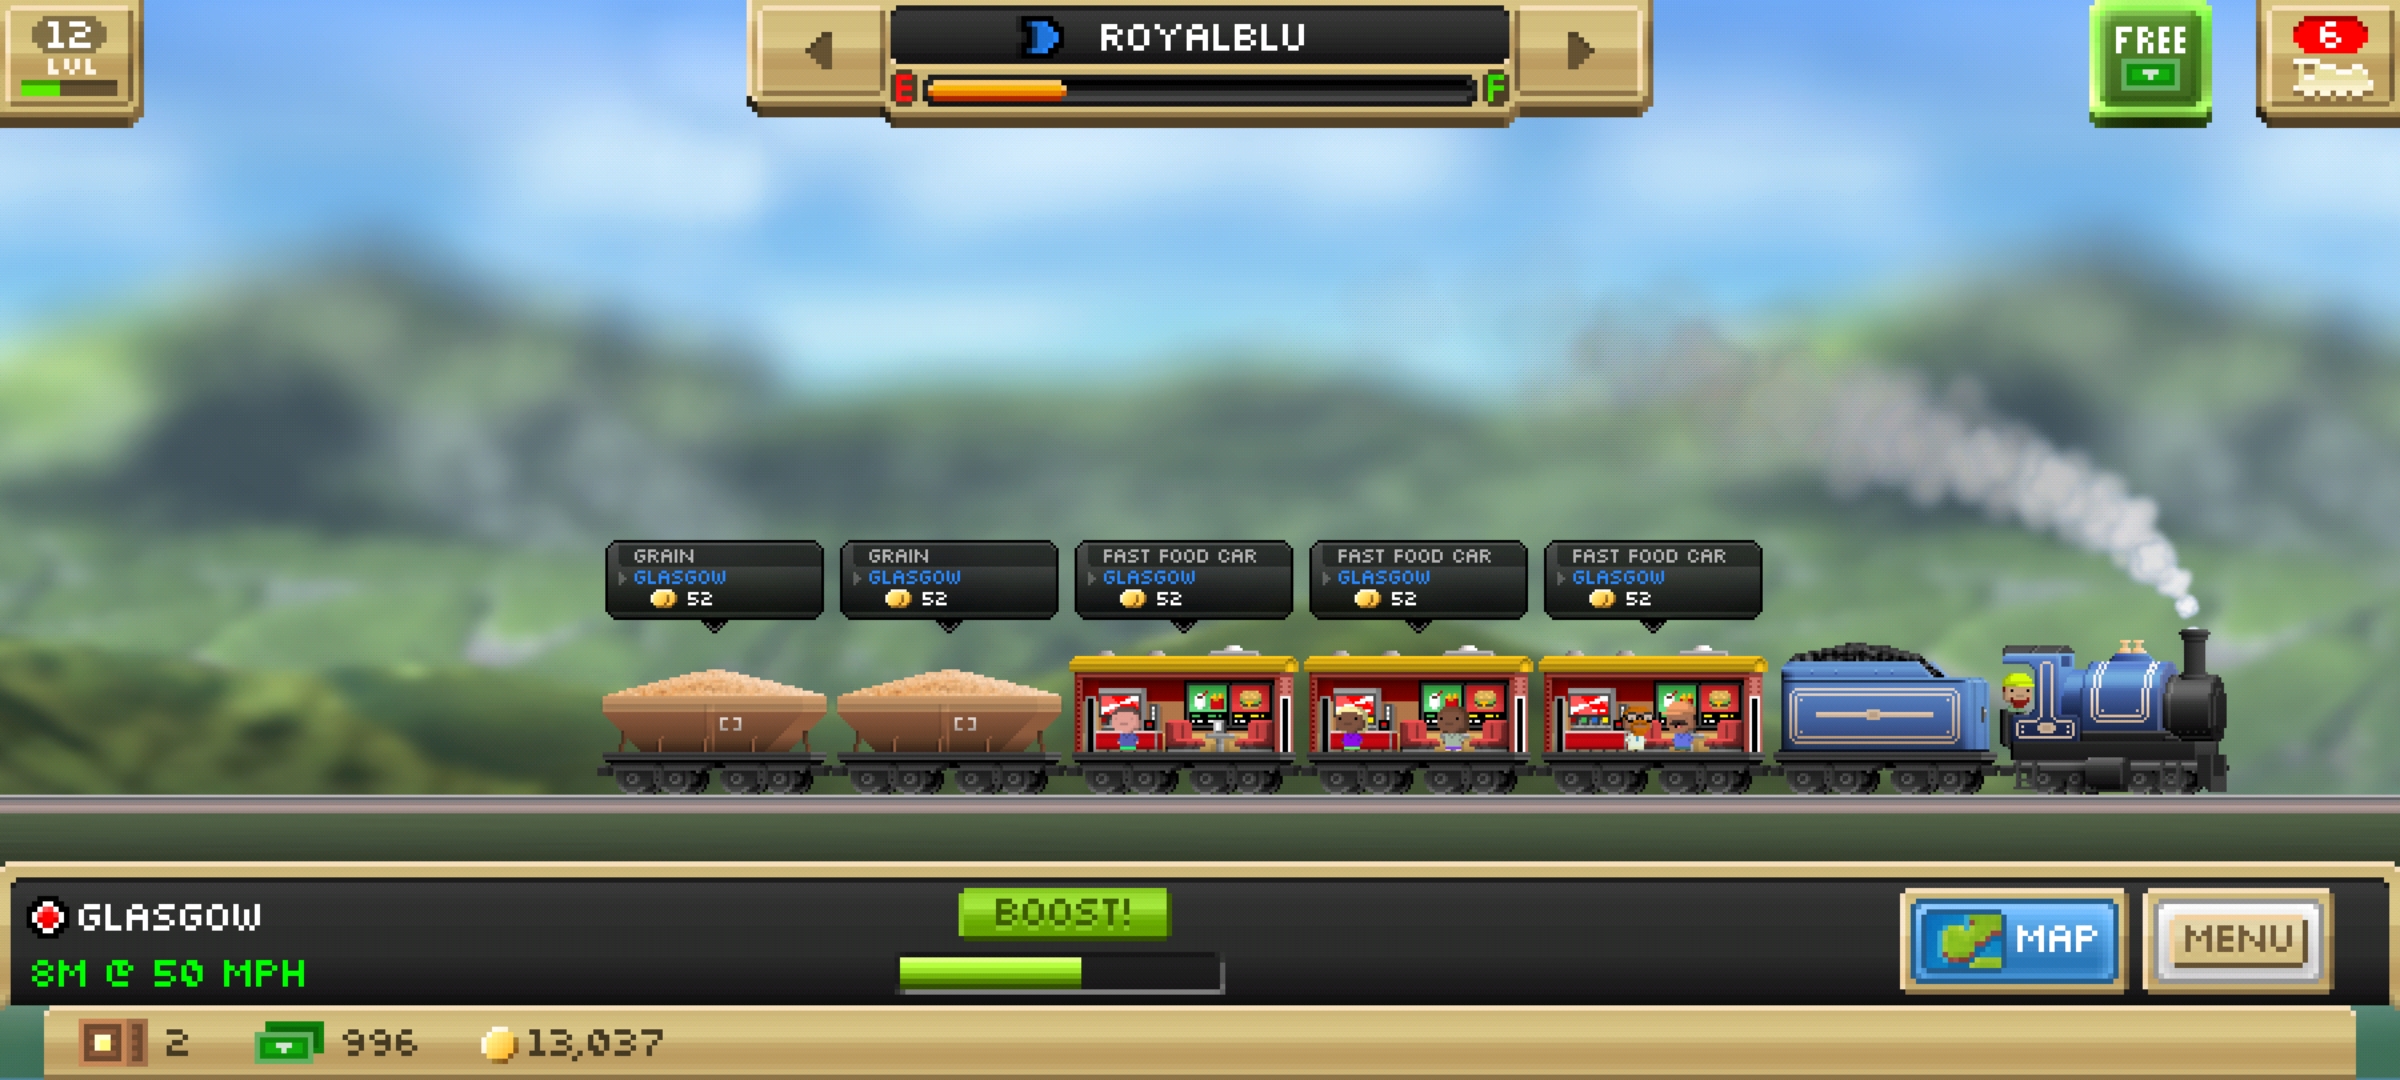 12
LVL
ROYALBLU
E F
FREE
6
GRAIN
GLASGOW
52
GRAIN
GLASGOW
52
FAST FOOD CAR
GLASGOW
52
FAST FOOD CAR
GLASGOW
52
FAST FOOD CAR
GLASGOW
52
GLASGOW
8M @ 50 MPH
BOOST!
MAP
MENU
2
996
13,037